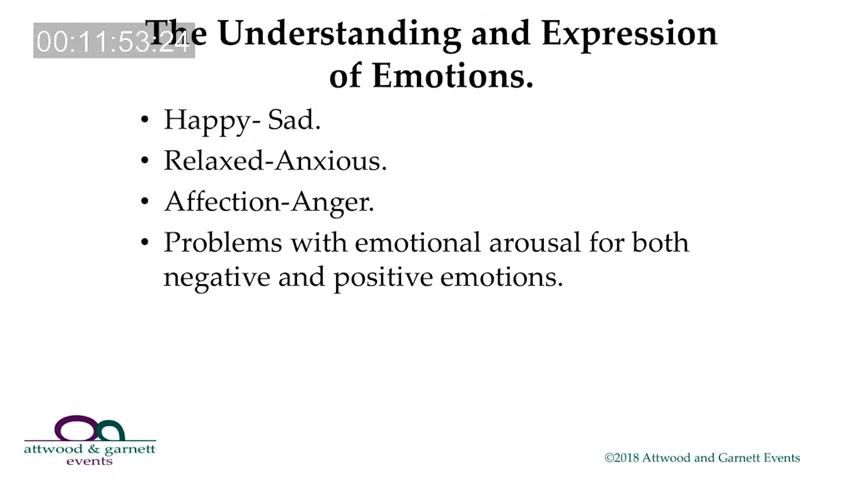 00:11:53:24
The Understanding and Expression
of Emotions.
• Happy- Sad.
• Relaxed-Anxious.
• Affection-Anger.
• Problems with emotional arousal for both
negative and positive emotions.
attwood & garnett
events
©2018 Attwood and Garnett Events